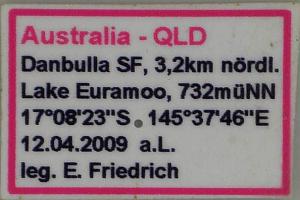 Australia - QLD
Danbulla SF, 3,2km nördl.
Lake Euramoo, 732müNN
17°08'23"S 145°37'46"E
12.04.2009 a.L.
leg. E. Friedrich